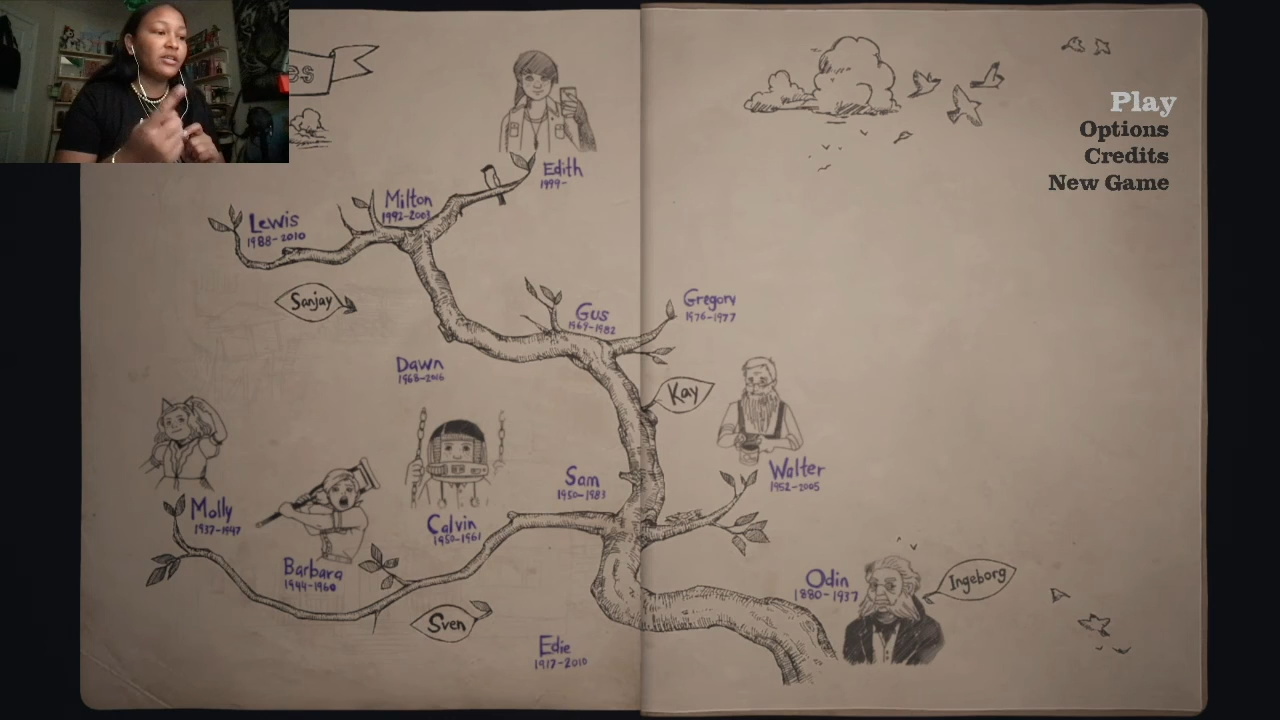 Play
Options
Credits
New Game
Edith
1999-
Milton
1992-2003
Lewis
1988-2010
Sanjay
Gus
1969-1982
Gregory
1976-1977
Dawn
1968-2016
Kay
Walter
1952-2005
Sam
1950-1983
Calvin
1950-1961
Molly
1937-1947
Barbara
1944-1960
Sven
Odin
1880-1937
Ingeborg
Edie
1917-2010